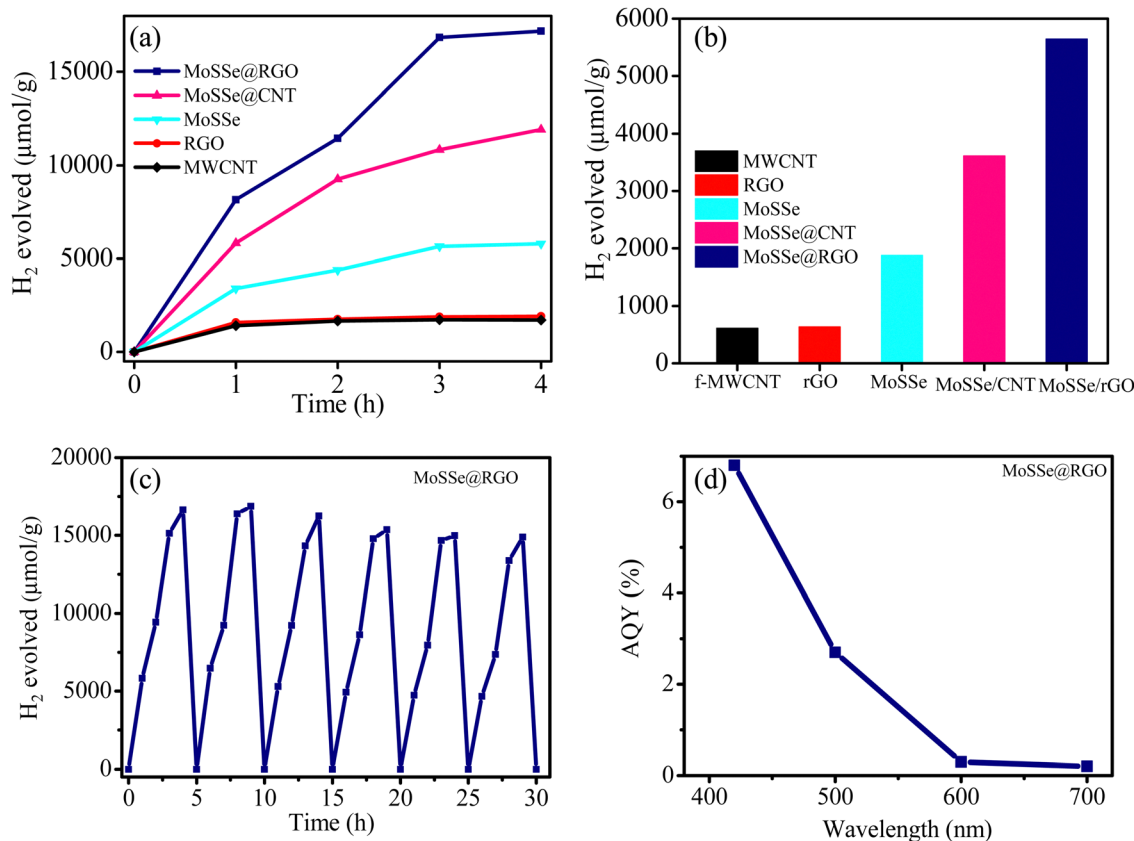 (a)
H₂ evolved (µmol/g)
15000
10000
5000
0
MoSSe@RGO
MoSSe@CNT
MoSSe
RGO
MWCNT
0 1 2 3 4
Time (h)
(b)
H₂ evolved (µmol/g)
6000
5000
4000
3000
2000
1000
0
MWCNT
RGO
MoSSe
MoSSe@CNT
MoSSe@RGO
f-MWCNT rGO MoSSe MoSSe/CNT MoSSe/rGO
(c)
MoSSe@RGO
H₂ evolved (µmol/g)
20000
15000
10000
5000
0
0 5 10 15 20 25 30
Time (h)
(d)
MoSSe@RGO
AQY (%)
6
4
2
0
400 500 600 700
Wavelength (nm)